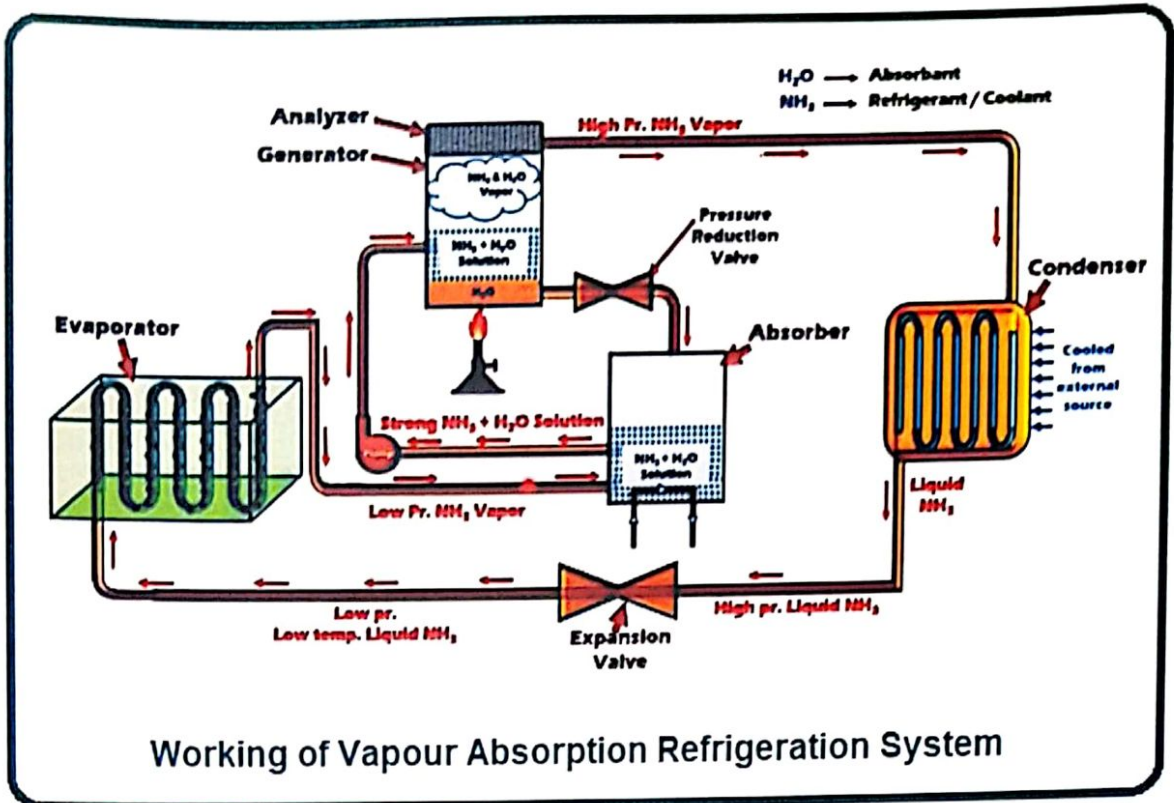 H₂O → Absorbant
NH₃ → Refrigerant / Coolant
Analyzer
Generator
High Pr. NH₃ Vapor
NH₃ & H₂O
Vapor
NH₃ + H₂O
Solution
H₂O
Pressure
Reduction
Valve
Condenser
Cooled
from
external
source
Evaporator
Absorber
Strong NH₃ + H₂O Solution
Pump
NH₃ + H₂O
Solution
Low Pr. NH₃ Vapor
Liquid
NH₃
High pr. Liquid NH₃
Low pr.
Low temp. Liquid NH₃
Expansion
Valve
Working of Vapour Absorption Refrigeration System